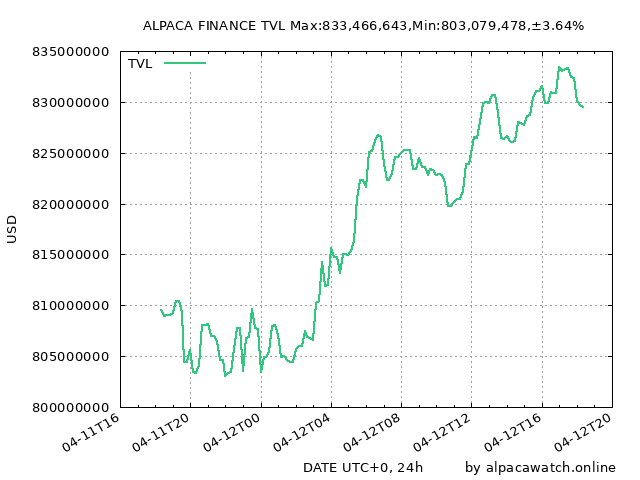 ALPACA FINANCE TVL Max:833,466,643,Min:803,079,478,±3.64%
835000000
TVL
830000000
825000000
820000000
USD
815000000
810000000
805000000
800000000
04-11T16 04-11T20 04-12T00 04-12T04 04-12T08 04-12T12 04-12T16 04-12T20
DATE UTC+0, 24h by alpacawatch.online